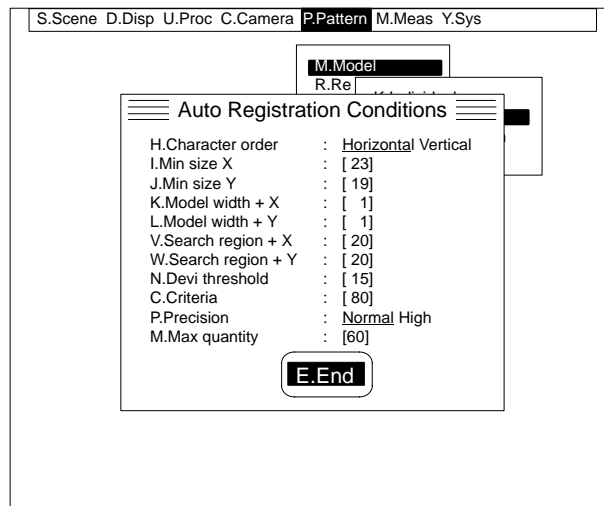 S.Scene D.Disp U.Proc C.Camera P.Pattern M.Meas Y.Sys
M.Model
R.Re
Auto Registration Conditions
H.Character order : Horizontal Vertical
I.Min size X : [ 23]
J.Min size Y : [ 19]
K.Model width + X : [ 1]
L.Model width + Y : [ 1]
V.Search region + X : [ 20]
W.Search region + Y : [ 20]
N.Devi threshold : [ 15]
C.Criteria : [ 80]
P.Precision : Normal High
M.Max quantity : [60]
E.End